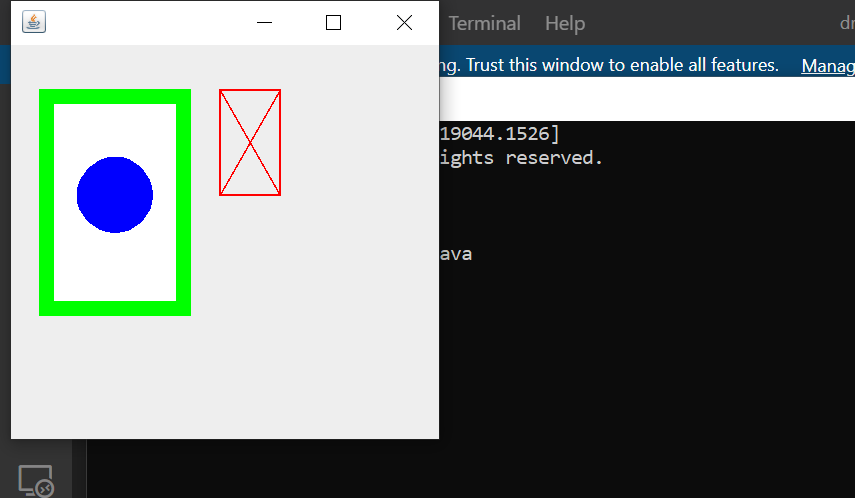 Terminal Help dr
ng. Trust this window to enable all features. Manag
19044.1526]
ights reserved.
ava